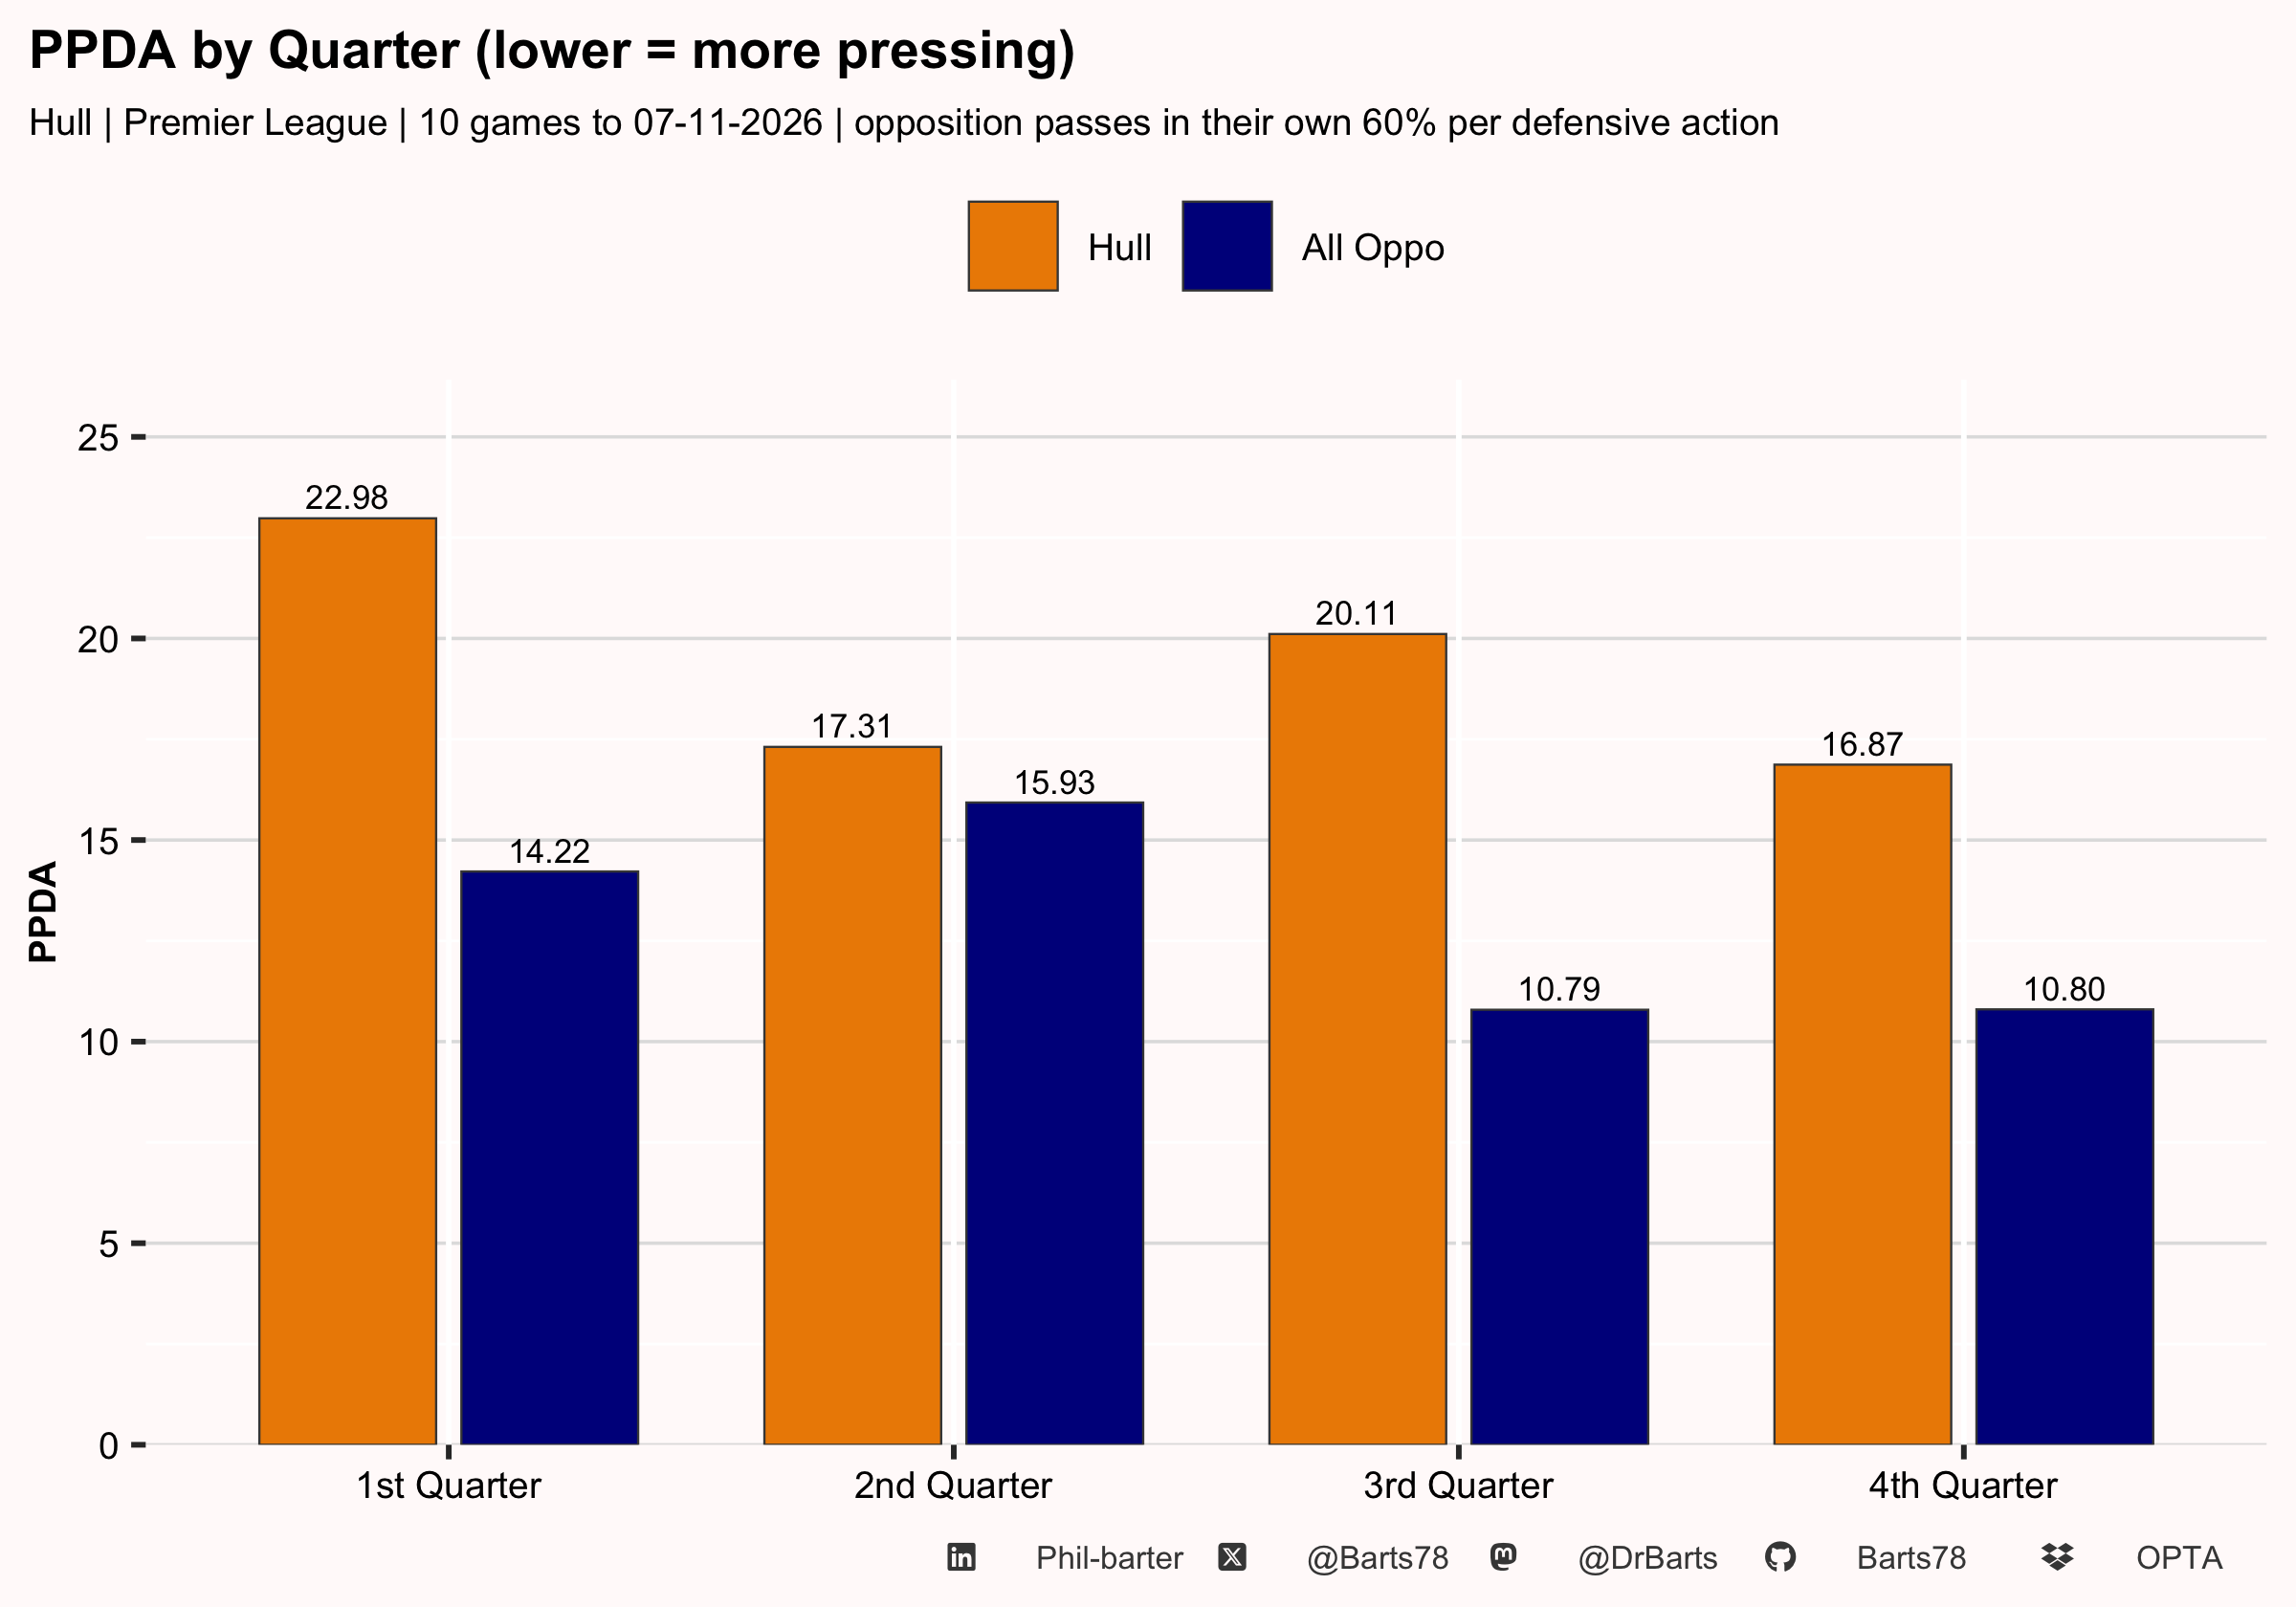 PPDA by Quarter (lower = more pressing)
Hull | Premier League | 10 games to 07-11-2026 | opposition passes in their own 60% per defensive action
Hull
All Oppo
PPDA
25
20
15
10
5
0
22.98
14.22
17.31
15.93
20.11
10.79
16.87
10.80
1st Quarter
2nd Quarter
3rd Quarter
4th Quarter
Phil-barter @Barts78 @DrBarts Barts78 OPTA